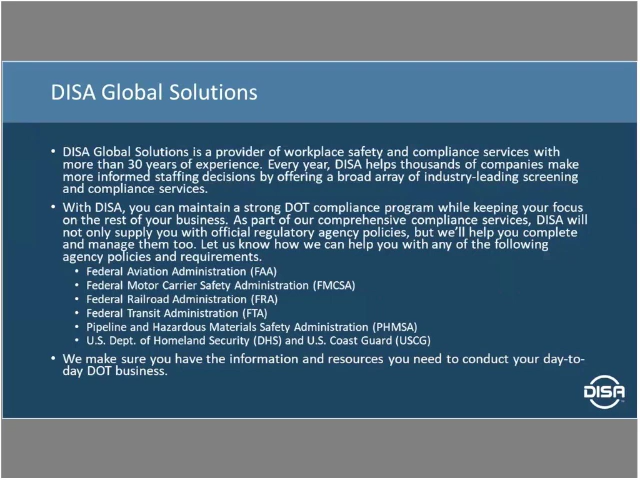 DISA Global Solutions
• DISA Global Solutions is a provider of workplace safety and compliance services with
more than 30 years of experience. Every year, DISA helps thousands of companies make
more informed staffing decisions by offering a broad array of industry-leading screening
and compliance services.
• With DISA, you can maintain a strong DOT compliance program while keeping your focus
on the rest of your business. As part of our comprehensive compliance services, DISA will
not only supply you with official regulatory agency policies, but we'll help you complete
and manage them too. Let us know how we can help you with any of the following
agency policies and requirements.
• Federal Aviation Administration (FAA)
• Federal Motor Carrier Safety Administration (FMCSA)
• Federal Railroad Administration (FRA)
• Federal Transit Administration (FTA)
• Pipeline and Hazardous Materials Safety Administration (PHMSA)
• U.S. Dept. of Homeland Security (DHS) and U.S. Coast Guard (USCG)
• We make sure you have the information and resources you need to conduct your day-to-
day DOT business.
DISA